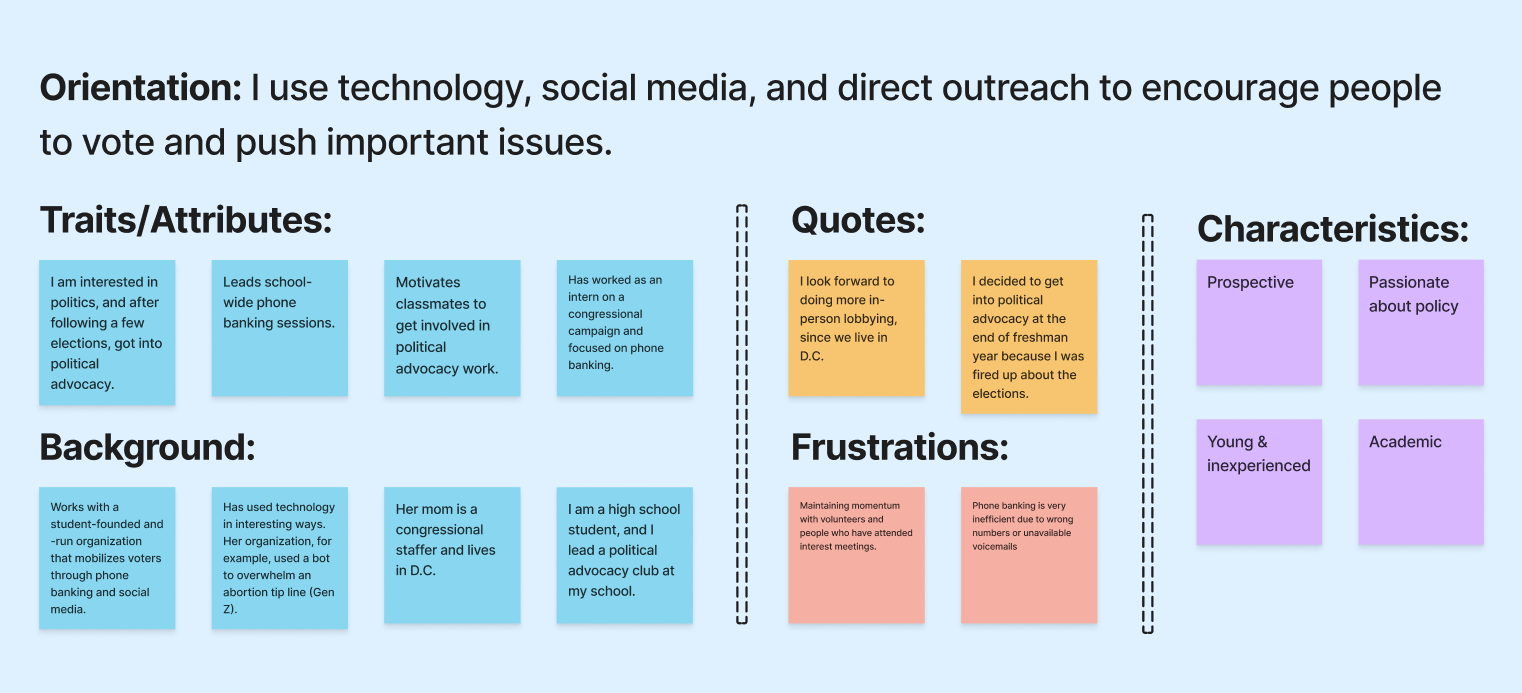 Orientation: I use technology, social media, and direct outreach to encourage people
to vote and push important issues.
Traits/Attributes:
I am interested in
politics, and after
following a few
elections, got into
political
advocacy.
Leads school-
wide phone
banking sessions.
Motivates
classmates to
get involved in
political
advocacy work.
Has worked as an
intern on a
congressional
campaign and
focused on phone
banking.
Background:
Works with a
student-founded and
-run organization
that mobilizes voters
through phone
banking and social
media.
Has used technology
in interesting ways.
Her organization, for
example, used a bot
to overwhelm an
abortion tip line (Gen
Z).
Her mom is a
congressional
staffer and lives
in D.C.
I am a high school
student, and I
lead a political
advocacy club at
my school.
Quotes:
I look forward to
doing more in-
person lobbying,
since we live in
D.C.
I decided to get
into political
advocacy at the
end of freshman
year because I was
fired up about the
elections.
Frustrations:
Maintaining momentum
with volunteers and
people who have attended
interest meetings.
Phone banking is very
inefficient due to wrong
numbers or unavailable
voicemails
Characteristics:
Prospective
Passionate
about policy
Young &
inexperienced
Academic